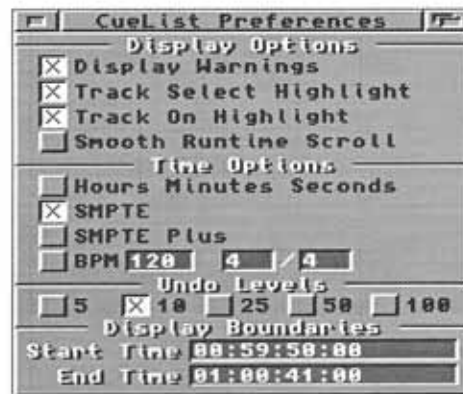 CueList Preferences
Display Options
Display Warnings
Track Select Highlight
Track On Highlight
Smooth Runtime Scroll
Time Options
Hours Minutes Seconds
SMPTE
SMPTE Plus
BPM 120 4 / 4
Undo Levels
5 10 25 50 100
Display Boundaries
Start Time 00:59:50:00
End Time 01:00:41:00